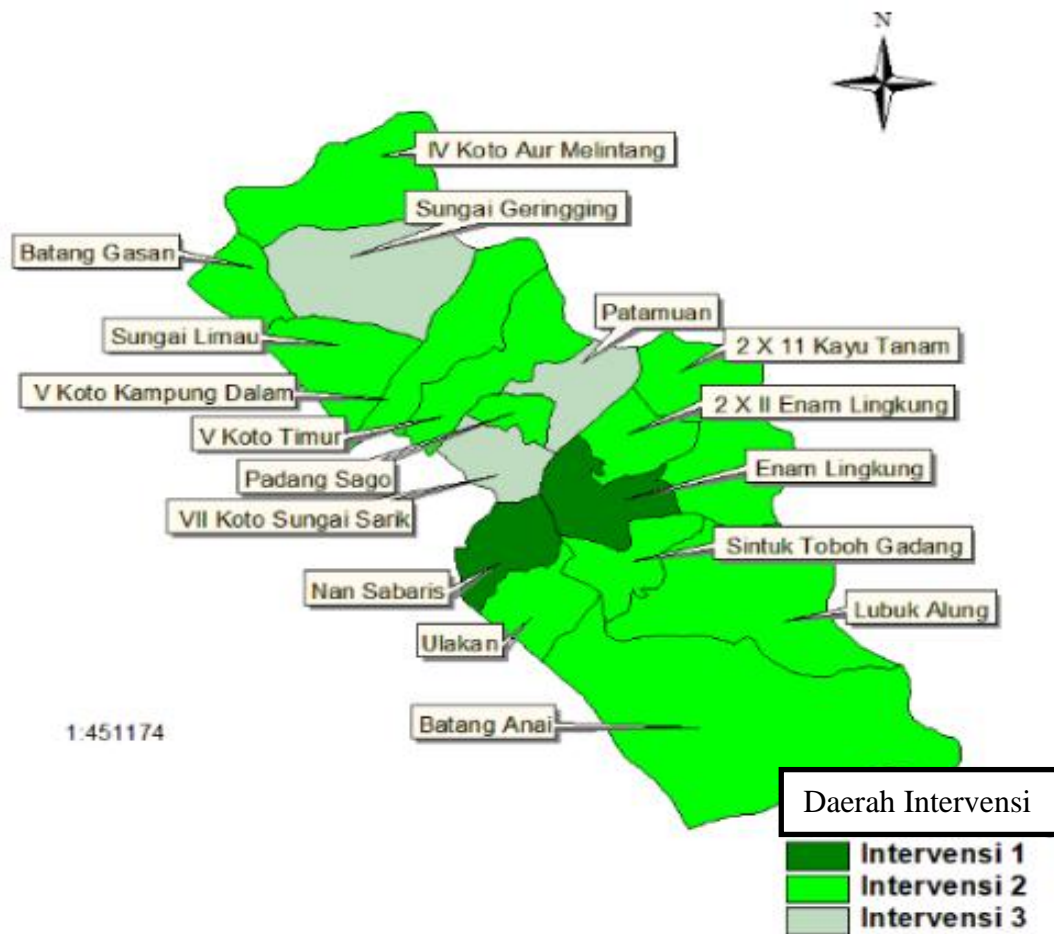 N
IV Koto Aur Melintang
Sungai Geringging
Batang Gasan
Patamuan
Sungai Limau
2 X 11 Kayu Tanam
V Koto Kampung Dalam
2 X II Enam Lingkung
V Koto Timur
Enam Lingkung
Padang Sago
VII Koto Sungai Sarik
Sintuk Toboh Gadang
Nan Sabaris
Lubuk Alung
Ulakan
Batang Anai
1:451174
Daerah Intervensi
Intervensi 1
Intervensi 2
Intervensi 3